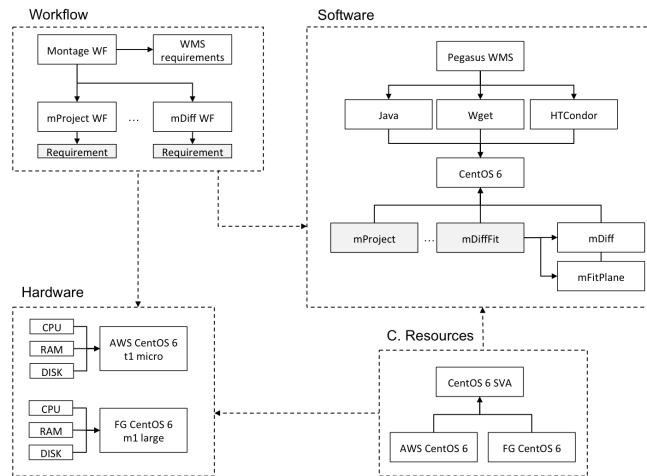 Workflow
Montage WF
WMS
requirements
mProject WF
...
mDiff WF
Requirement
Requirement
Software
Pegasus WMS
Java
Wget
HTCondor
CentOS 6
mProject
...
mDiffFit
mDiff
mFitPlane
Hardware
CPU
RAM
DISK
AWS CentOS 6
t1 micro
CPU
RAM
DISK
FG CentOS 6
m1 large
C. Resources
CentOS 6 SVA
AWS CentOS 6
FG CentOS 6